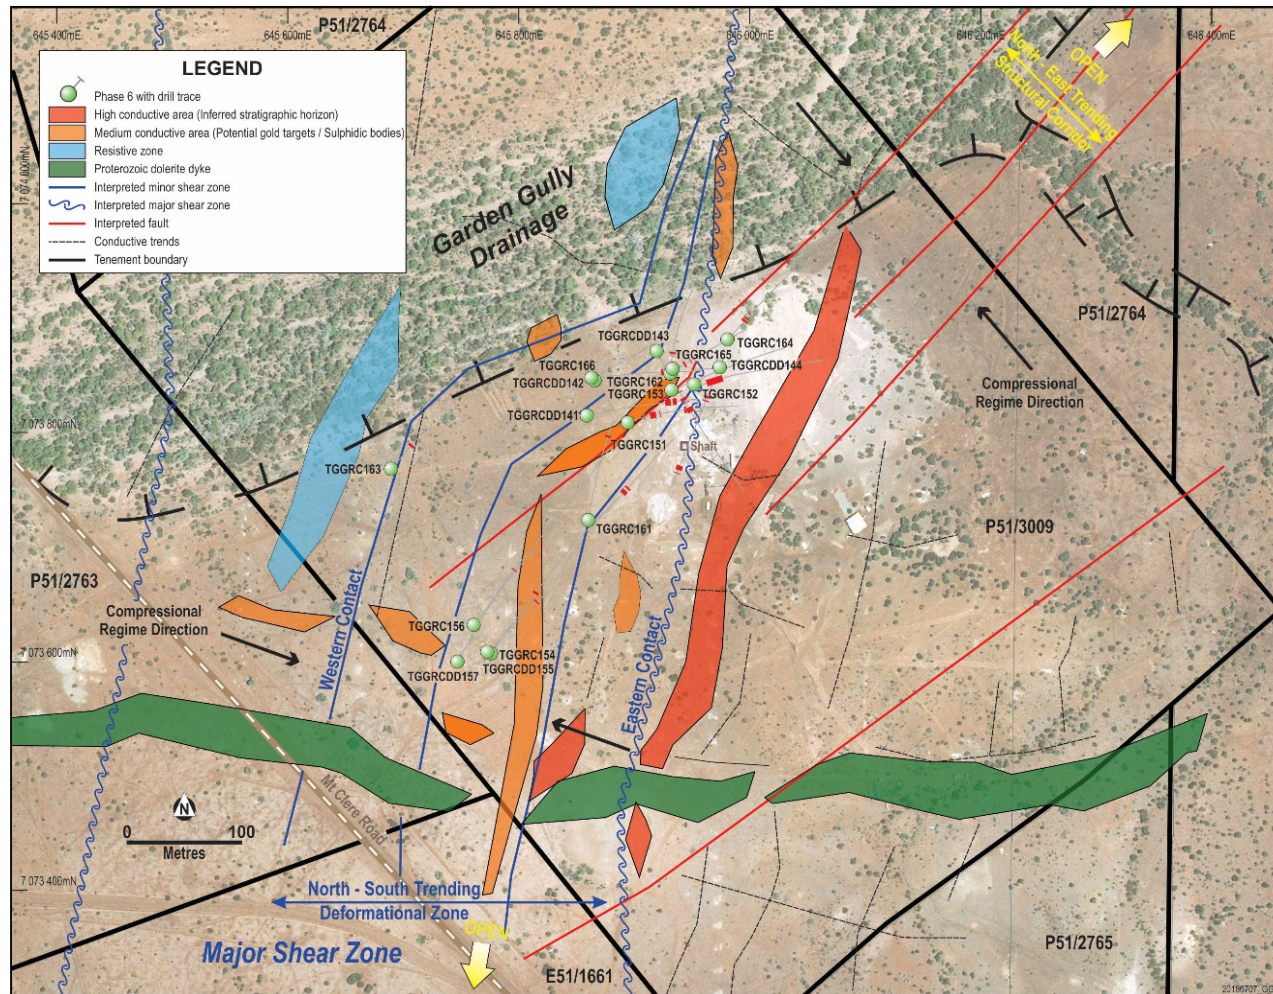 645 400mE
645 600mE
645 800mE
646 000mE
646 200mE
646 400mE
P51/2764
LEGEND
Phase 6 with drill trace
High conductive area (Inferred stratigraphic horizon)
Medium conductive area (Potential gold targets / Sulphidic bodies)
Resistive zone
Proterozoic dolerite dyke
Interpreted minor shear zone
Interpreted major shear zone
Interpreted fault
Conductive trends
Tenement boundary
OPEN
North - East Trending
Structural Corridor
Garden Gully
Drainage
P51/2764
Compressional
Regime Direction
TGGRCDD143
TGGRC164
TGGRC165
TGGRC166
TGGRCDD144
TGGRCDD142
TGGRC162
TGGRC153
TGGRC152
TGGRCDD141
7 073 800mN
TGGRC151
Shaft
TGGRC163
TGGRC161
P51/3009
P51/2763
Compressional
Regime Direction
TGGRC156
TGGRC154
TGGRCDD155
TGGRCDD157
7 073 600mN
Western Contact
Eastern Contact
N
0 100
Metres
Mt Clere Road
7 073 400mN
North - South Trending
Deformational Zone
OPEN
Major Shear Zone
E51/1661
P51/2765